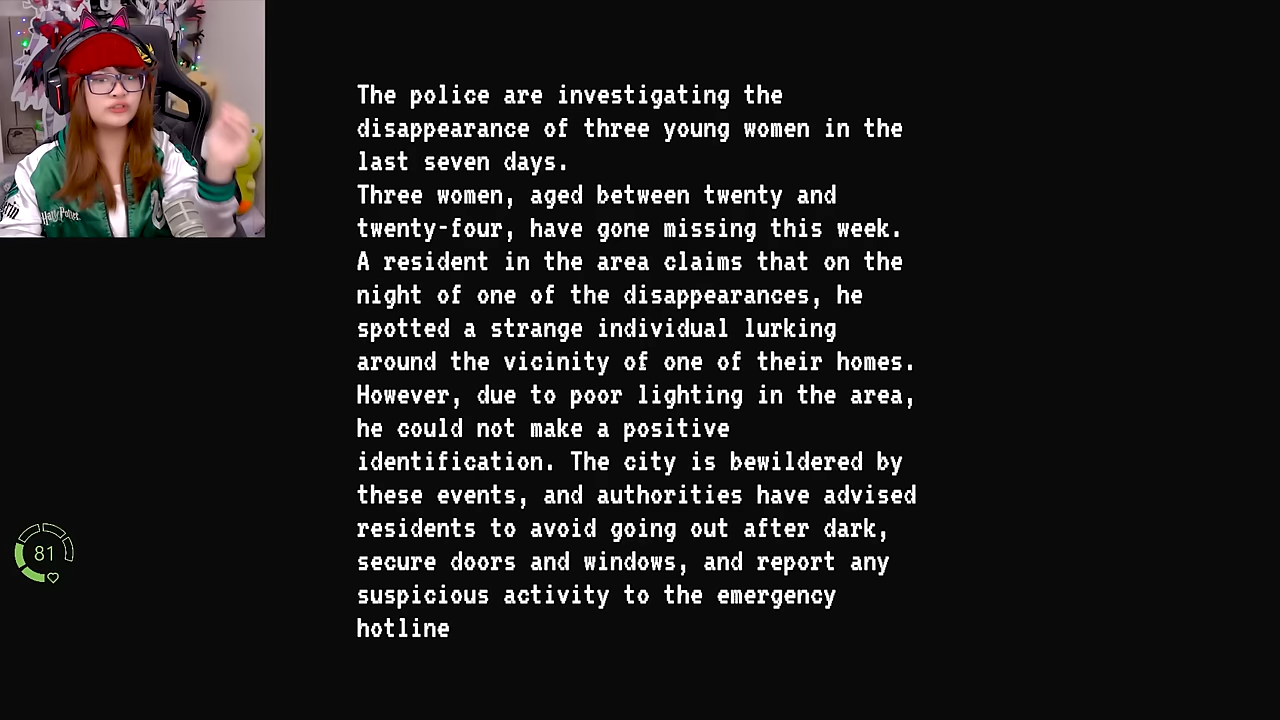 The police are investigating the
disappearance of three young women in the
last seven days.
Three women, aged between twenty and
twenty-four, have gone missing this week.
A resident in the area claims that on the
night of one of the disappearances, he
spotted a strange individual lurking
around the vicinity of one of their homes.
However, due to poor lighting in the area,
he could not make a positive
identification. The city is bewildered by
these events, and authorities have advised
residents to avoid going out after dark,
secure doors and windows, and report any
suspicious activity to the emergency
hotline
81
Harry Potter